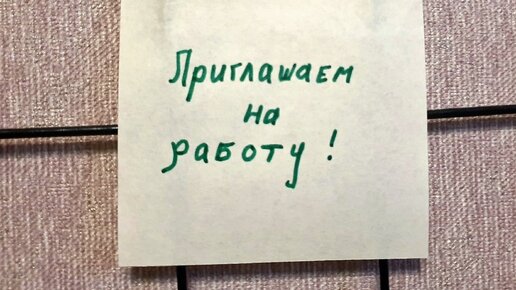 Приглашаем
на
работу!